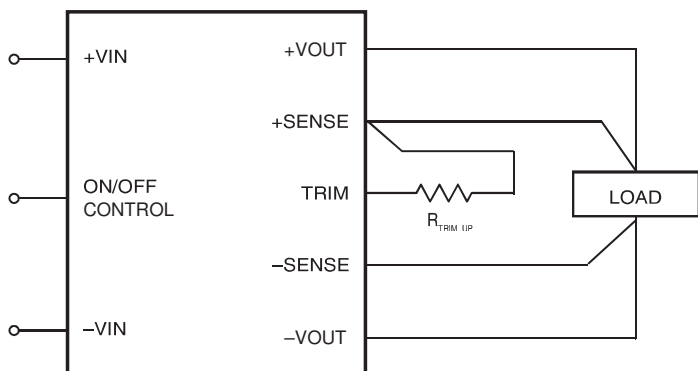 +VIN
ON/OFF
CONTROL
–VIN
+VOUT
+SENSE
TRIM
–SENSE
–VOUT
R TRIM UP
LOAD